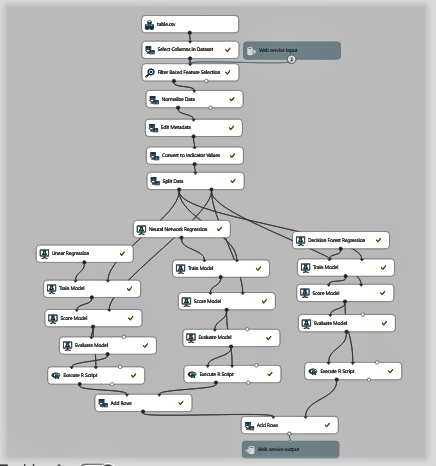 table.csv
Select Columns in Dataset
Web service input
1
Filter Based Feature Selection
Normalize Data
Edit Metadata
Convert to Indicator Values
Split Data
Neural Network Regression
Decision Forest Regression
Linear Regression
Train Model
Train Model
Train Model
Score Model
Score Model
Score Model
Evaluate Model
Evaluate Model
Evaluate Model
Execute R Script
Execute R Script
Execute R Script
Add Rows
Add Rows
Web service output